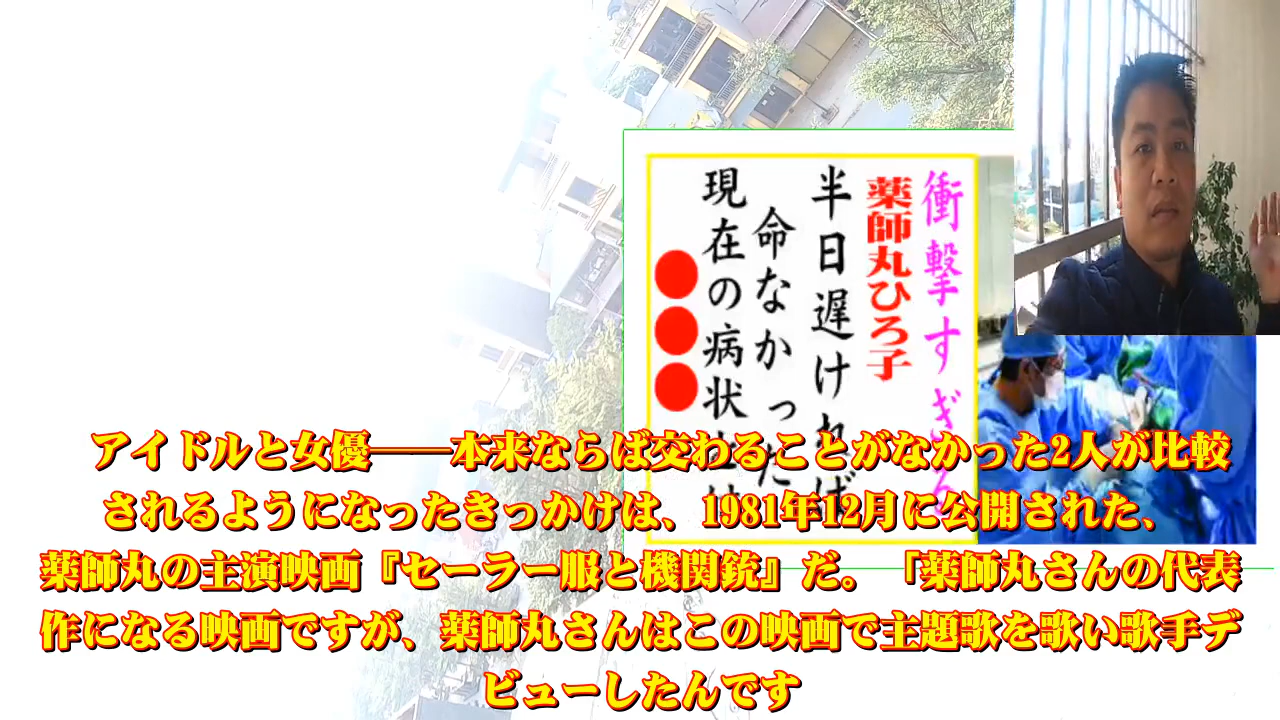 衝撃すぎる
薬師丸ひろ子
半日遅ければ
命なかった
現在の病状
アイドルと女優──本来ならば交わることがなかった2人が比較
されるようになったきっかけは、1981年12月に公開された、
薬師丸の主演映画『セーラー服と機関銃』だ。「薬師丸さんの代表
作になる映画ですが、薬師丸さんはこの映画で主題歌を歌い歌手デ
ビューしたんです